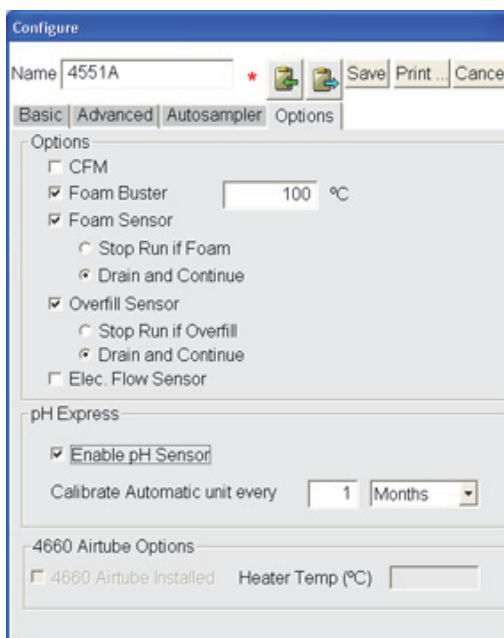 Configure
Name 4551A * Save Print ... Cance
Basic Advanced Autosampler Options
Options
CFM
Foam Buster 100 ºC
Foam Sensor
Stop Run if Foam
Drain and Continue
Overfill Sensor
Stop Run if Overfill
Drain and Continue
Elec. Flow Sensor
pH Express
Enable pH Sensor
Calibrate Automatic unit every 1 Months
4660 Airtube Options
4660 Airtube Installed Heater Temp (ºC)